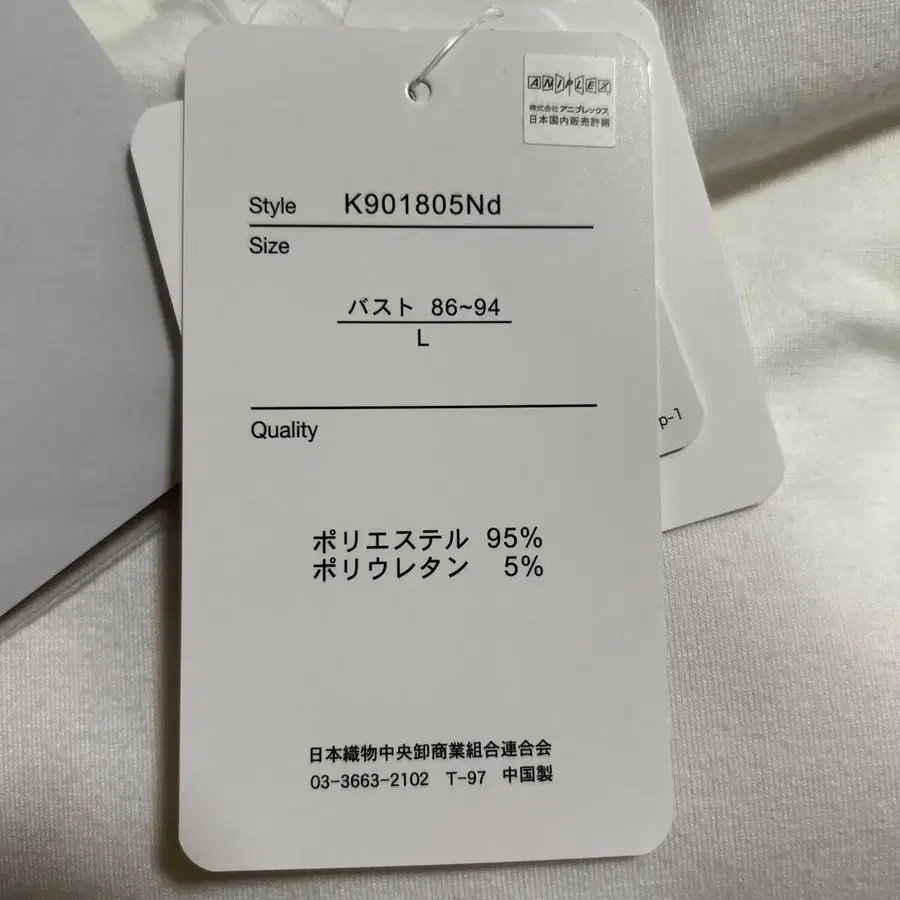 ANIPLEX
株式会社アニプレックス
日本国内販売許諾
Style K901805Nd
Size
バスト 86~94
L
Quality
ポリエステル 95%
ポリウレタン 5%
日本織物中央卸商業組合連合会
03-3663-2102 T-97 中国製
p-1